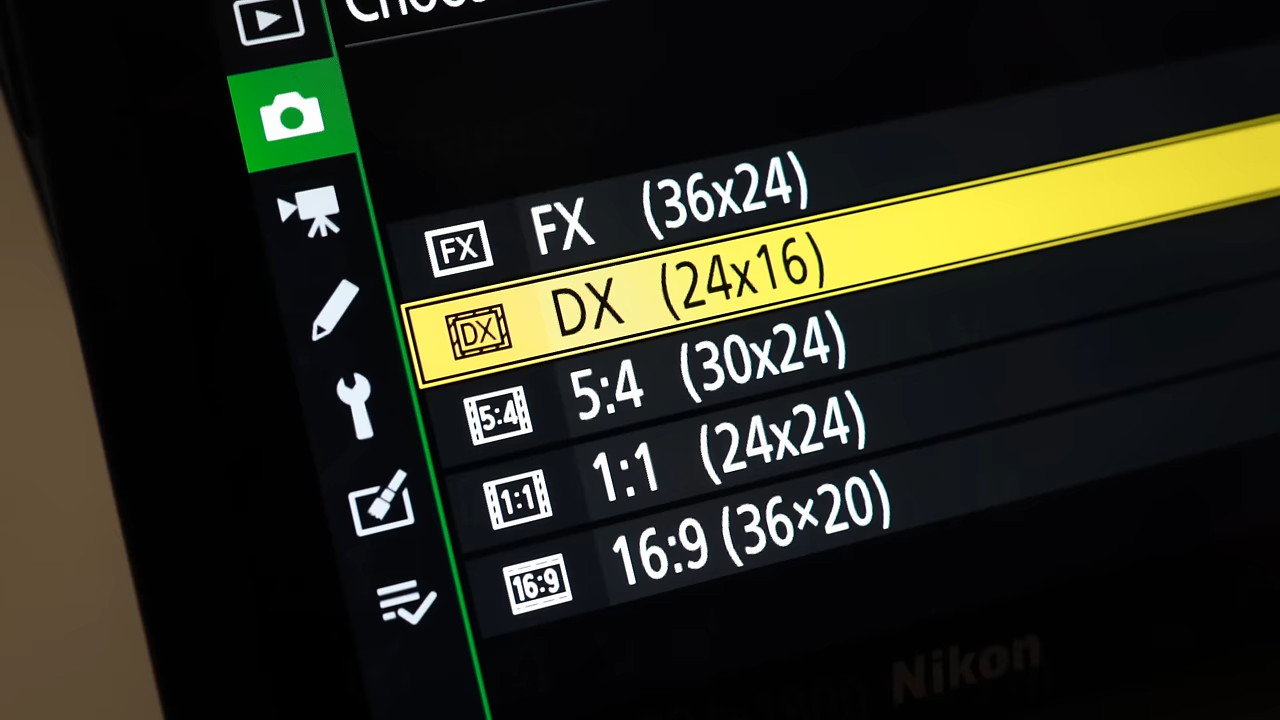 FX FX (36x24)
DX DX (24x16)
5:4 5:4 (30x24)
1:1 1:1 (24x24)
16:9 16:9 (36×20)
Nikon